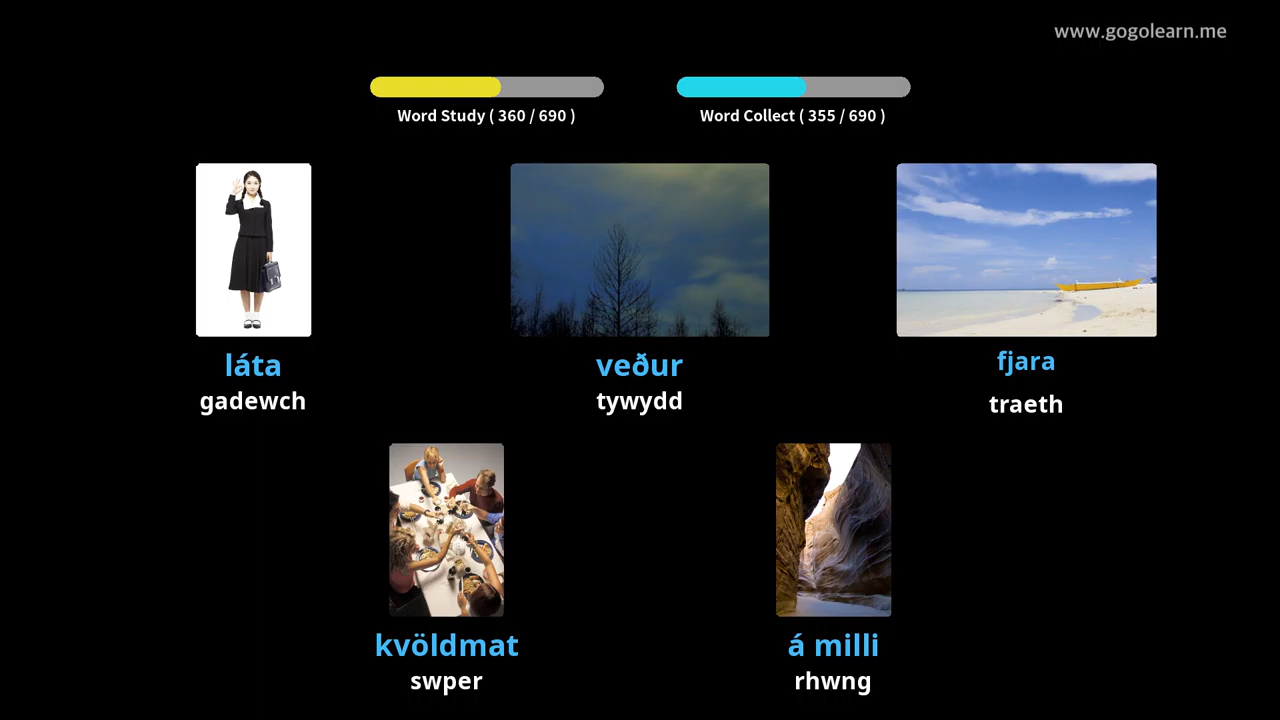 www.gogolearn.me
Word Study ( 360 / 690 )
Word Collect ( 355 / 690 )
láta
gadewch
veður
tywydd
fjara
traeth
kvöldmat
swper
á milli
rhwng